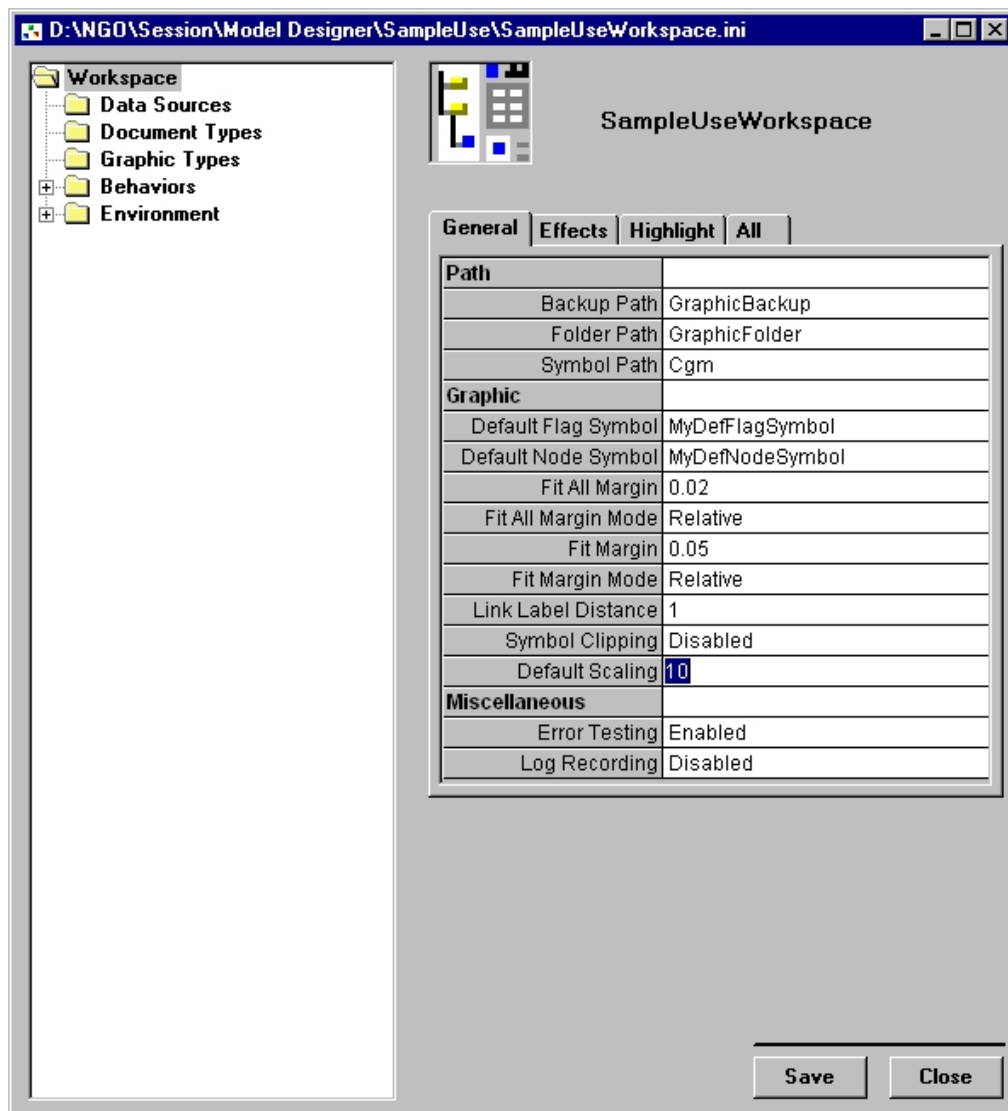 D:\NGO\Session\Model Designer\SampleUse\SampleUseWorkspace.ini
Workspace
Data Sources
Document Types
Graphic Types
Behaviors
Environment
SampleUseWorkspace
General Effects Highlight All
Path
Backup Path GraphicBackup
Folder Path GraphicFolder
Symbol Path Cgm
Graphic
Default Flag Symbol MyDefFlagSymbol
Default Node Symbol MyDefNodeSymbol
Fit All Margin 0.02
Fit All Margin Mode Relative
Fit Margin 0.05
Fit Margin Mode Relative
Link Label Distance 1
Symbol Clipping Disabled
Default Scaling 10
Miscellaneous
Error Testing Enabled
Log Recording Disabled
Save Close